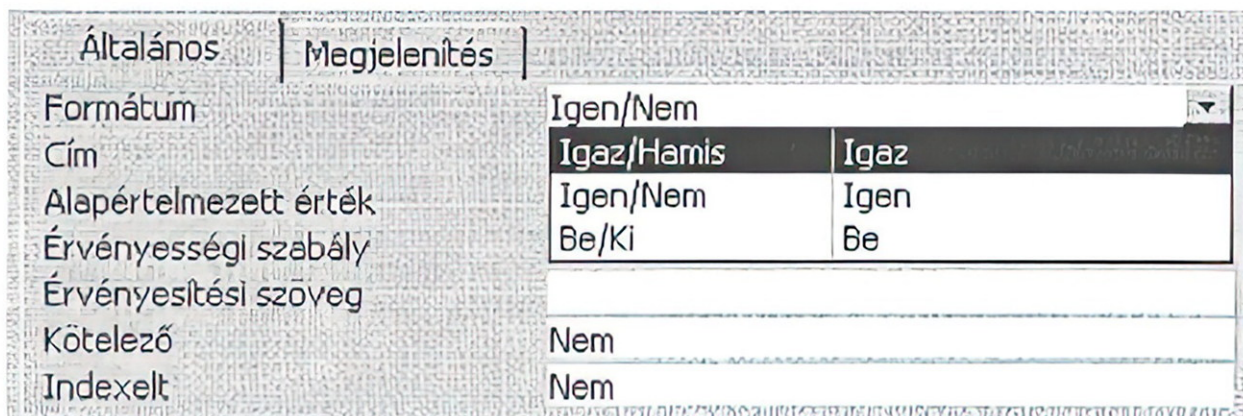 Általános Megjelenítés
Formátum Igen/Nem
Cím Igaz/Hamis Igaz
Alapértelmezett érték Igen/Nem Igen
Érvényességi szabály Be/Ki Be
Érvényesítési szöveg
Kötelező Nem
Indexelt Nem